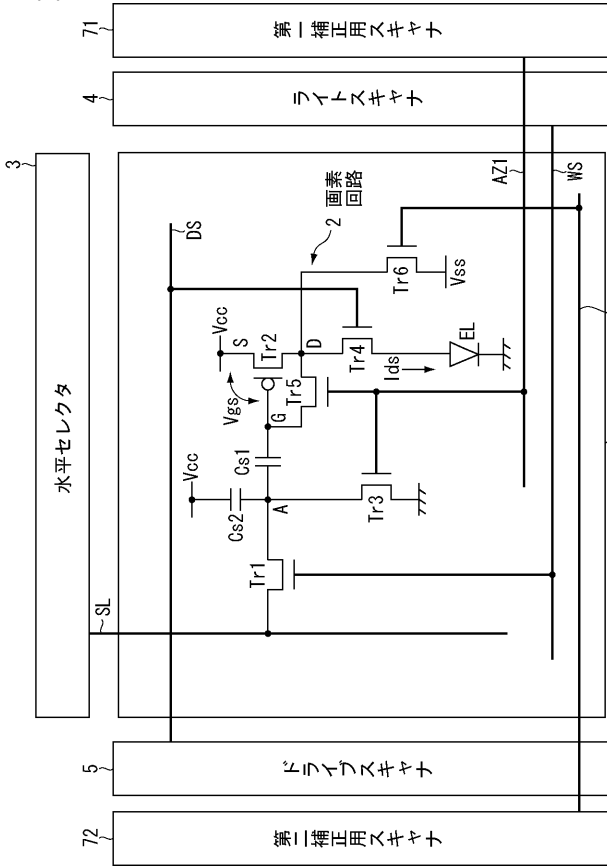 71
第一補正用スキャナ
4
ライトスキャナ
3
水平セレクタ
DS
画素
回路
2
AZ1
WS
Vcc
S
Tr2
D
Vgs
G
Tr5
Tr4
Ids
EL
Tr6
Vss
Vcc
Cs1
Cs2
A
Tr3
Tr1
SL
5
ドライブスキャナ
72
第二補正用スキャナ